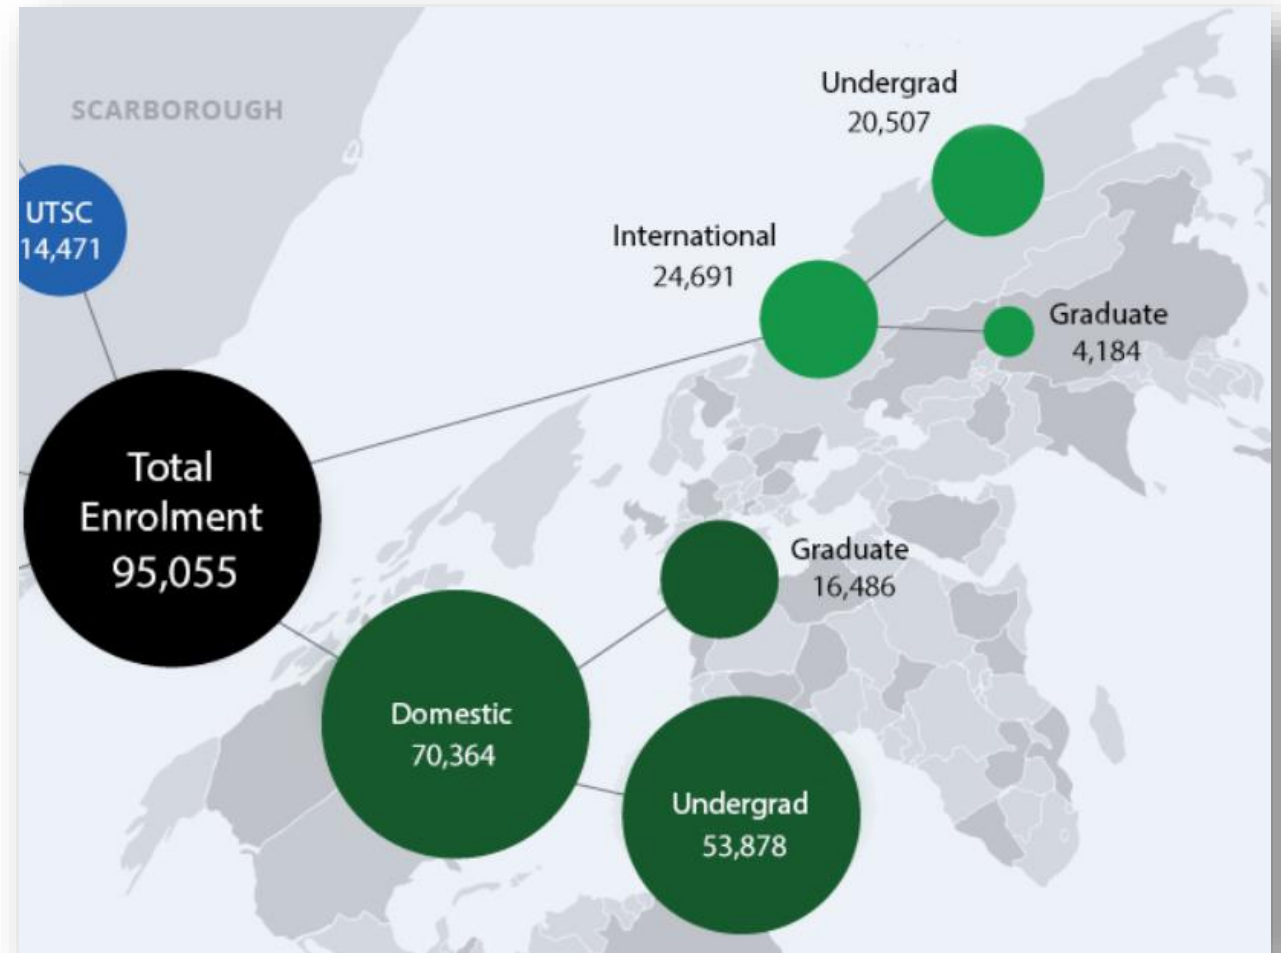 SCARBOROUGH
UTSC
14,471
Undergrad
20,507
International
24,691
Graduate
4,184
Total
Enrolment
95,055
Graduate
16,486
Domestic
70,364
Undergrad
53,878